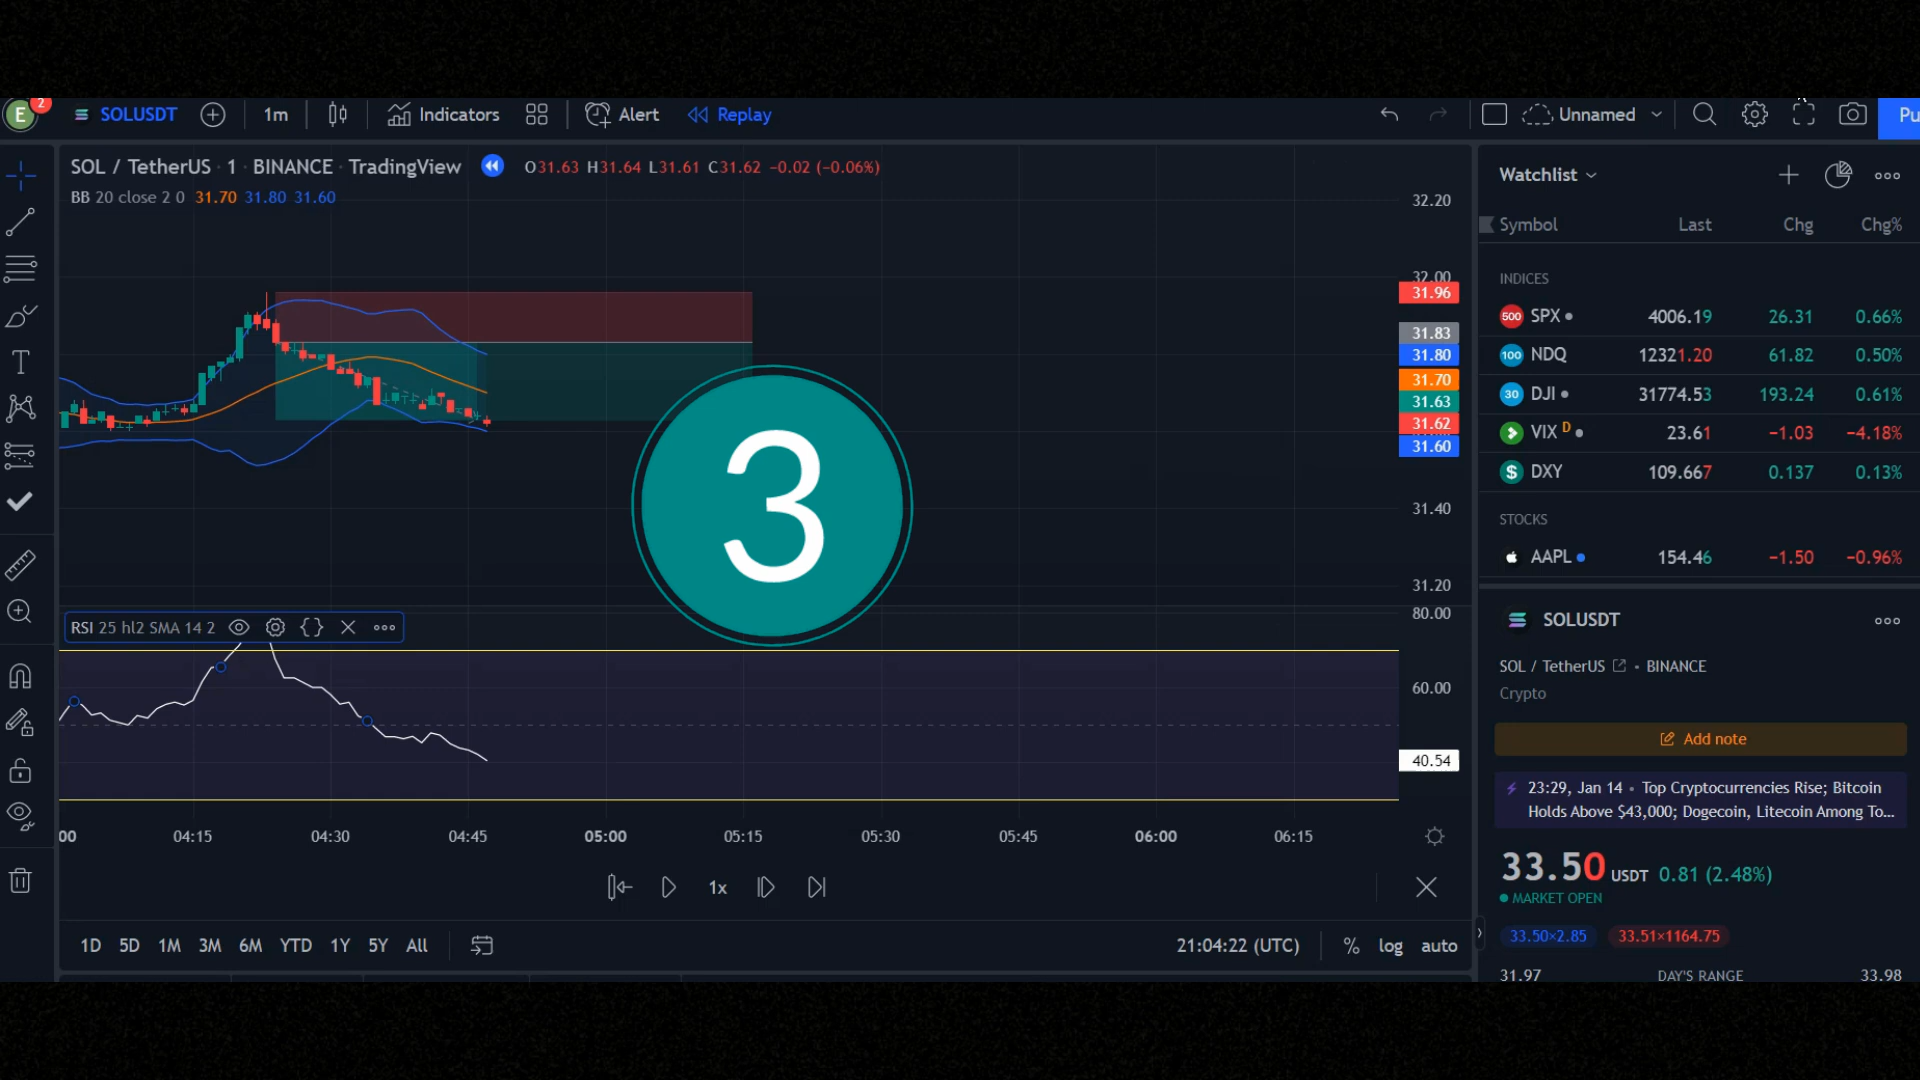 E 2 SOLUSDT 1m Indicators Alert Replay Unnamed Pu
SOL / TetherUS · 1 · BINANCE · TradingView O31.63 H31.64 L31.61 C31.62 −0.02 (−0.06%)
BB 20 close 2 0 31.70 31.80 31.60
32.20
32.00
31.96
31.83
31.80
31.70
31.63
31.62
31.60
31.40
31.20
3
RSI 25 hl2 SMA 14 2
80.00
60.00
40.54
00 04:15 04:30 04:45 05:00 05:15 05:30 05:45 06:00 06:15
1x
1D 5D 1M 3M 6M YTD 1Y 5Y All 21:04:22 (UTC) % log auto
Watchlist
Symbol Last Chg Chg%
INDICES
500 SPX 4006.19 26.31 0.66%
100 NDQ 12321.20 61.82 0.50%
30 DJI 31774.53 193.24 0.61%
VIX D 23.61 −1.03 −4.18%
$ DXY 109.667 0.137 0.13%
STOCKS
AAPL 154.46 −1.50 −0.96%
SOLUSDT
SOL / TetherUS • BINANCE
Crypto
Add note
23:29, Jan 14 • Top Cryptocurrencies Rise; Bitcoin
Holds Above $43,000; Dogecoin, Litecoin Among To...
33.50 USDT 0.81 (2.48%)
MARKET OPEN
33.50×2.85 33.51×1164.75
31.97 DAY'S RANGE 33.98